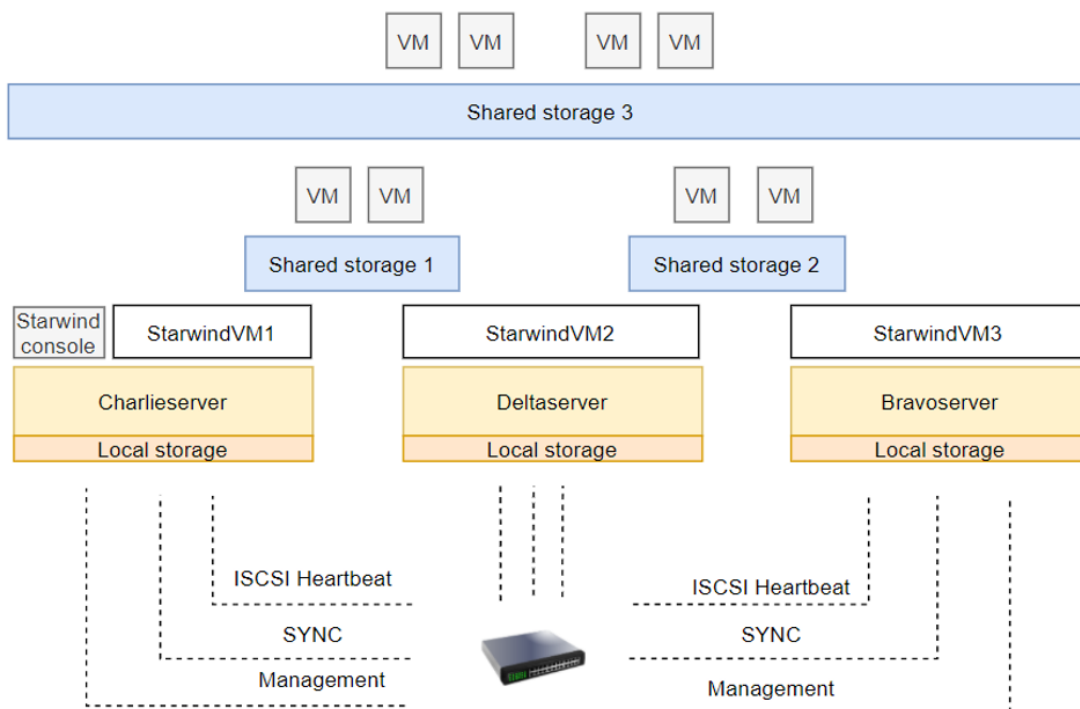 VM
VM
VM
VM
Shared storage 3
VM
VM
VM
VM
Shared storage 1
Shared storage 2
Starwind
console
StarwindVM1
StarwindVM2
StarwindVM3
Charlieserver
Deltaserver
Bravoserver
Local storage
Local storage
Local storage
ISCSI Heartbeat
ISCSI Heartbeat
SYNC
SYNC
Management
Management